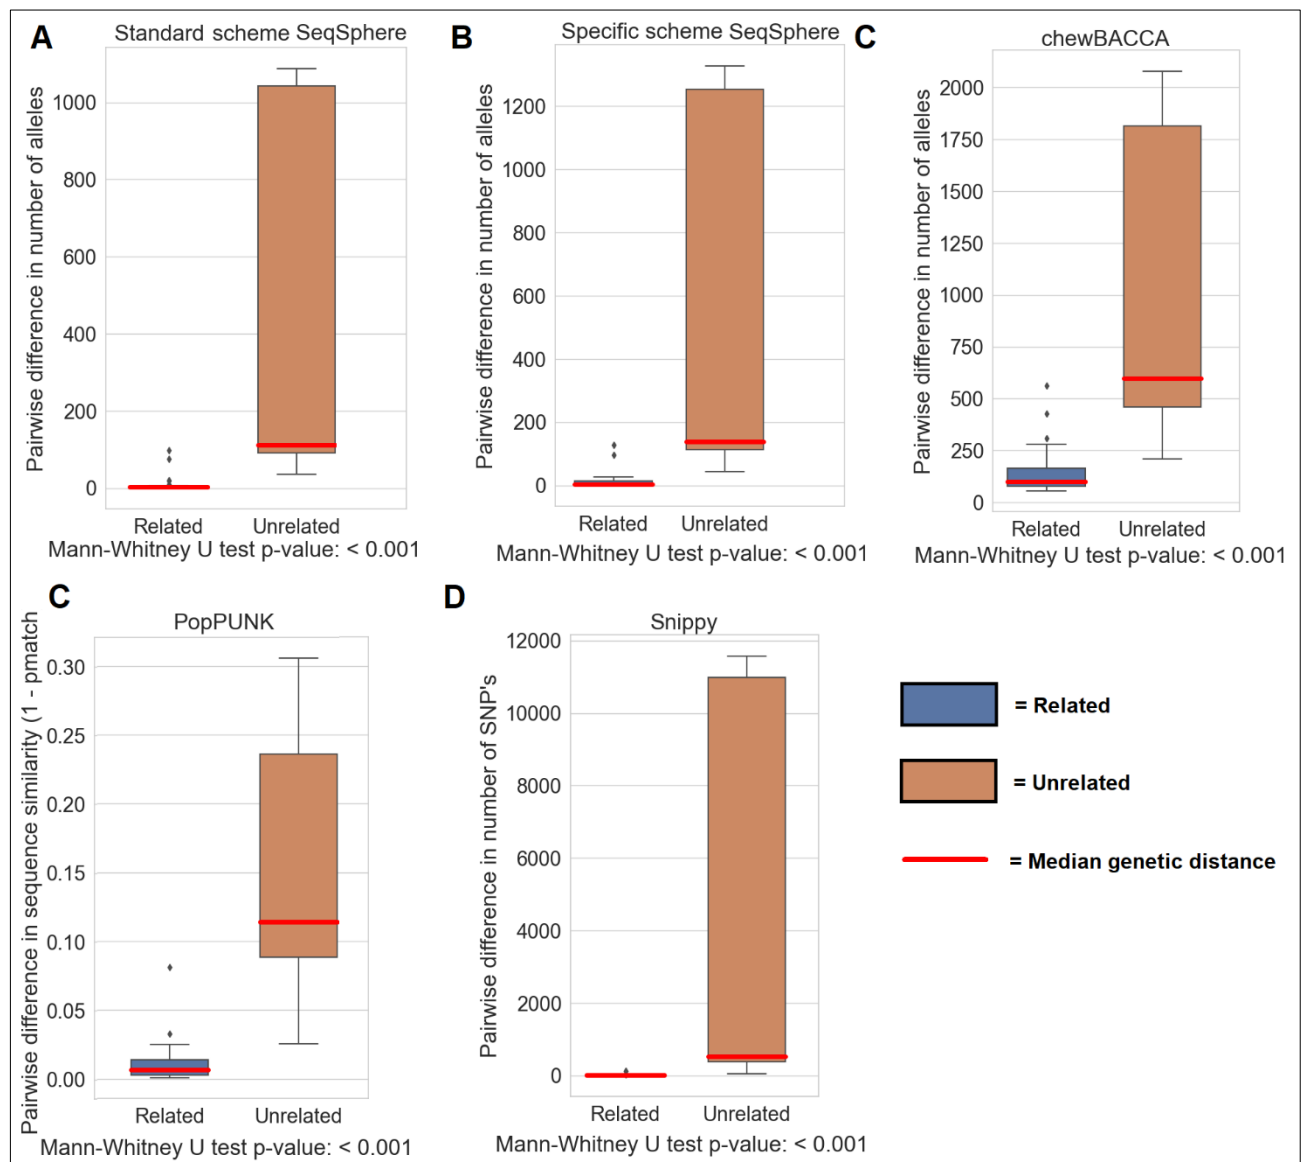 A
Standard scheme SeqSphere
Pairwise difference in number of alleles
1000
800
600
400
200
0
Related
Unrelated
Mann-Whitney U test p-value: < 0.001
B
Specific scheme SeqSphere
Pairwise difference in number of alleles
1200
1000
800
600
400
200
0
Related
Unrelated
Mann-Whitney U test p-value: < 0.001
C
chewBACCA
Pairwise difference in number of alleles
2000
1750
1500
1250
1000
750
500
250
0
Related
Unrelated
Mann-Whitney U test p-value: < 0.001
C
PopPUNK
Pairwise difference in sequence similarity (1 - pmatch
0.30
0.25
0.20
0.15
0.10
0.05
0.00
Related
Unrelated
Mann-Whitney U test p-value: < 0.001
D
Snippy
Pairwise difference in number of SNP's
12000
10000
8000
6000
4000
2000
0
Related
Unrelated
Mann-Whitney U test p-value: < 0.001
= Related
= Unrelated
= Median genetic distance